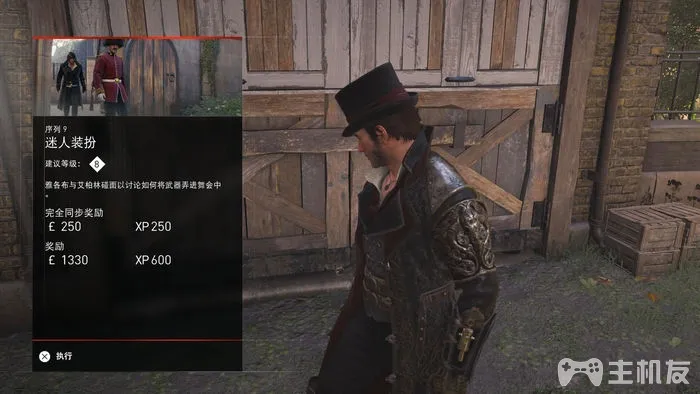 序列 9
迷人装扮
建议等级： 8
雅各布与艾柏林碰面以讨论如何将武器弄进舞会中
。
完全同步奖励
£ 250 XP 250
奖励
£ 1330 XP 600
执行
主机友